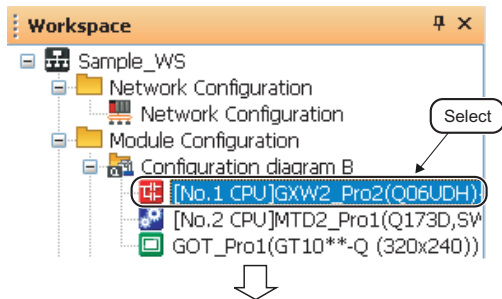 Workspace
Sample_WS
Network Configuration
Network Configuration
Select
Module Configuration
Configuration diagram B
[No.1 CPU]GXW2_Pro2(Q06UDH)
[No.2 CPU]MTD2_Pro1(Q173D,SV
GOT_Pro1(GT10**-Q (320x240))